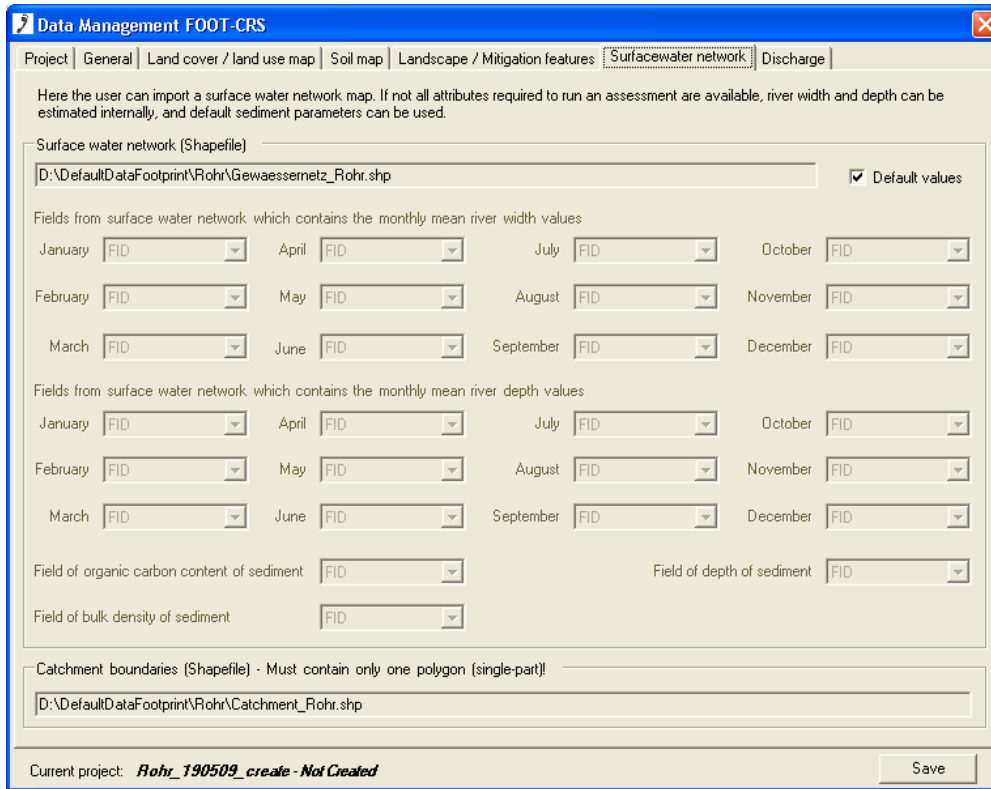 Data Management FOOT-CRS
Project General Land cover / land use map Soil map Landscape / Mitigation features Surfacewater network Discharge
Here the user can import a surface water network map. If not all attributes required to run an assessment are available, river width and depth can be
estimated internally, and default sediment parameters can be used.
Surface water network (Shapefile)
D:\DefaultDataFootprint\Rohr\Gewaessernetz_Rohr.shp Default values
Fields from surface water network which contains the monthly mean river width values
January FID April FID July FID October FID
February FID May FID August FID November FID
March FID June FID September FID December FID
Fields from surface water network which contains the monthly mean river depth values
January FID April FID July FID October FID
February FID May FID August FID November FID
March FID June FID September FID December FID
Field of organic carbon content of sediment FID Field of depth of sediment FID
Field of bulk density of sediment FID
Catchment boundaries (Shapefile) - Must contain only one polygon (single-part)!
D:\DefaultDataFootprint\Rohr\Catchment_Rohr.shp
Current project: Rohr_190509_create - Not Created Save